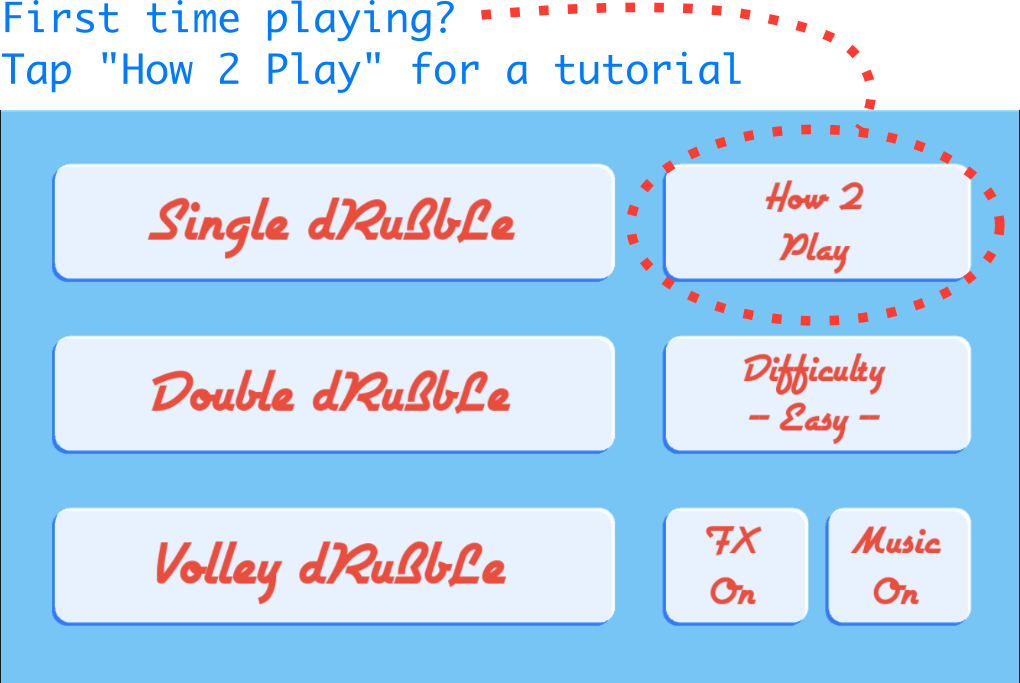 First time playing?
Tap "How 2 Play" for a tutorial
Single dRuBbLe
How 2
Play
Double dRuBbLe
Difficulty
- Easy -
Volley dRuBbLe
FX
On
Music
On